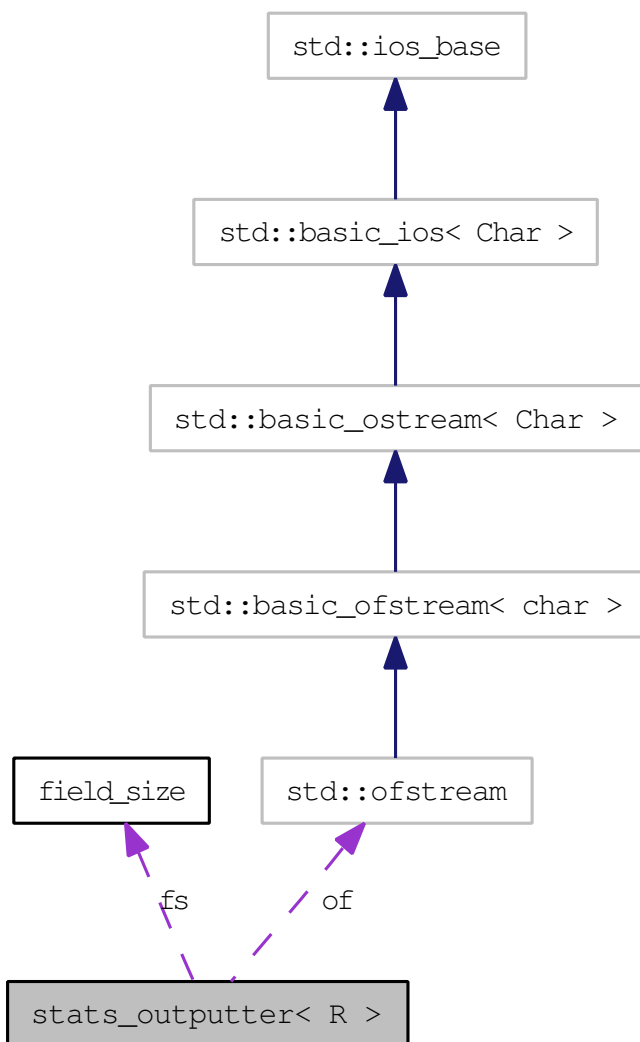 std::ios_base
std::basic_ios< Char >
std::basic_ostream< Char >
std::basic_ofstream< char >
field_size
std::ofstream
fs
of
stats_outputter< R >